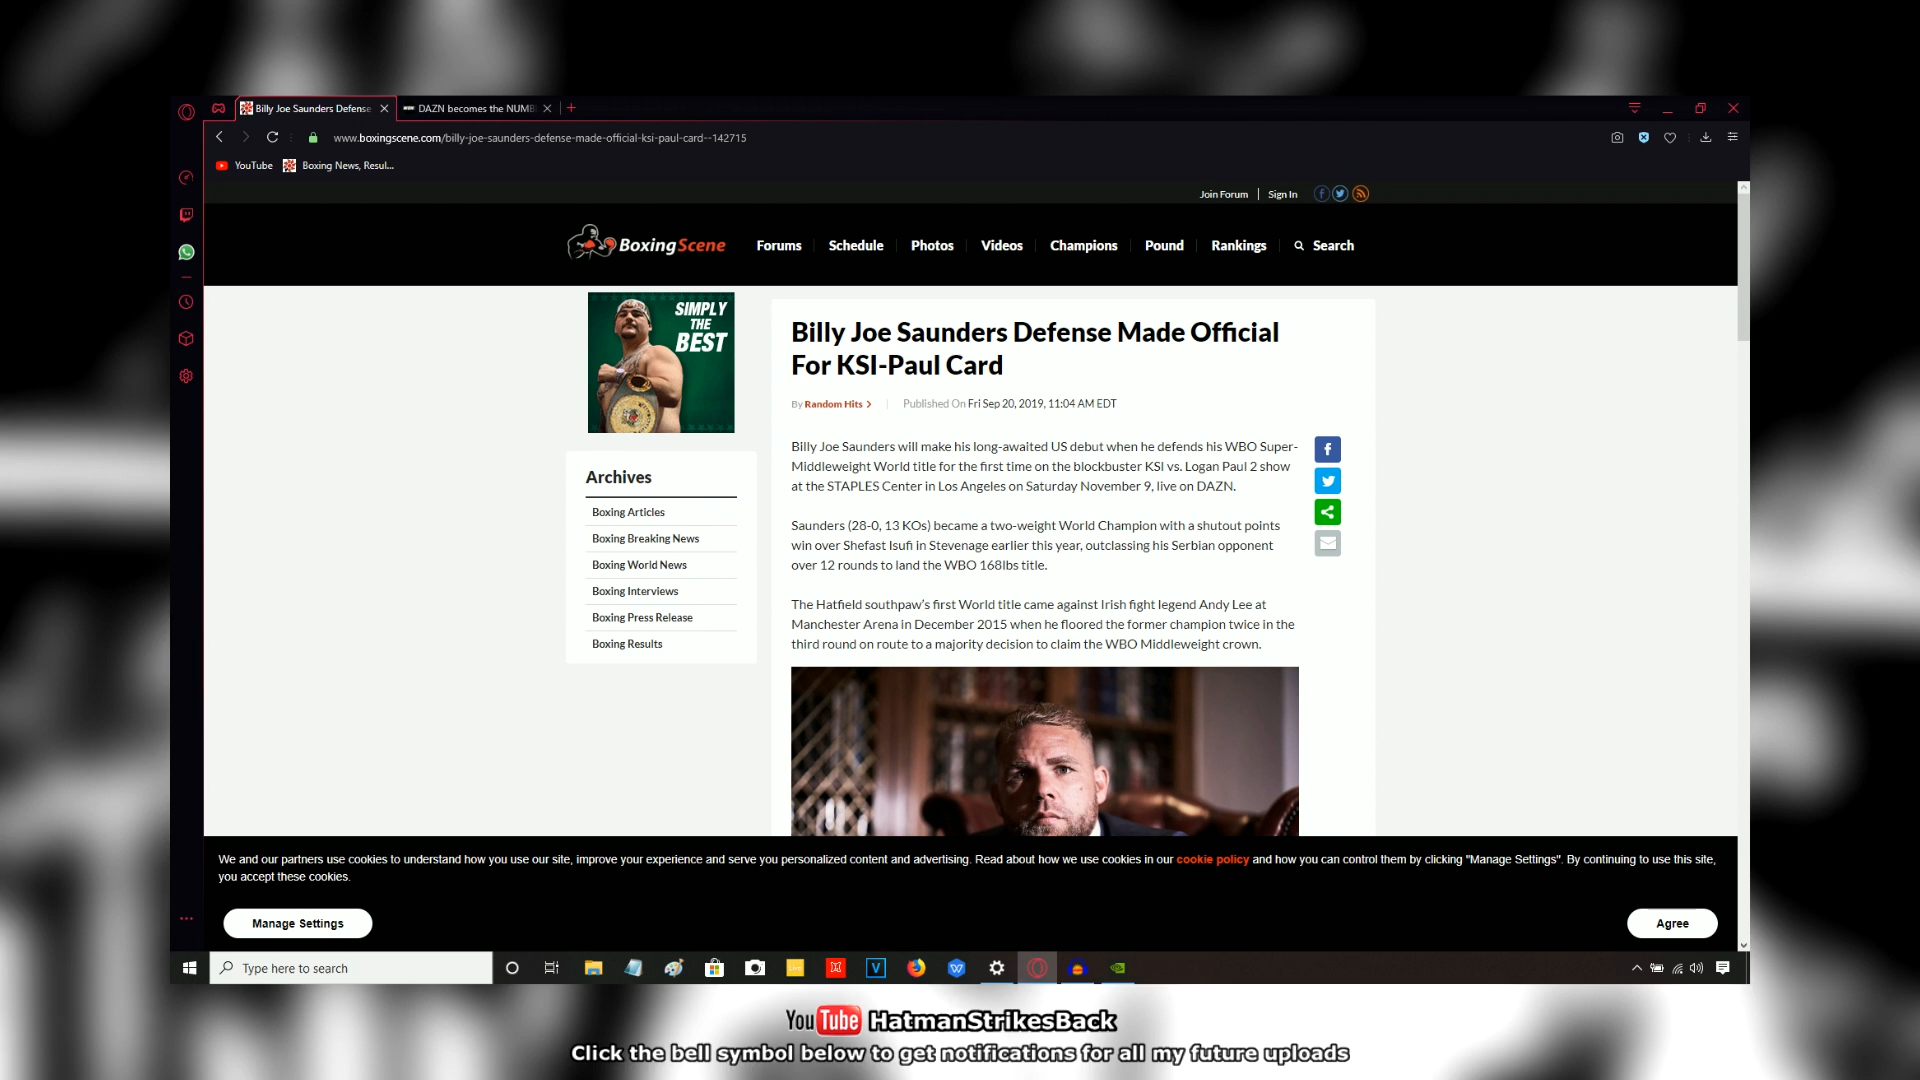 Billy Joe Saunders Defense
DAZN becomes the NUMB
www.boxingscene.com/billy-joe-saunders-defense-made-official-ksi-paul-card--142715
YouTube
Boxing News, Resul...
Join Forum | Sign In
BoxingScene
Forums
Schedule
Photos
Videos
Champions
Pound
Rankings
Search
SIMPLY
THE
BEST
Archives
Boxing Articles
Boxing Breaking News
Boxing World News
Boxing Interviews
Boxing Press Release
Boxing Results
Billy Joe Saunders Defense Made Official
For KSI-Paul Card
By Random Hits > Published On Fri Sep 20, 2019, 11:04 AM EDT
Billy Joe Saunders will make his long-awaited US debut when he defends his WBO Super-
Middleweight World title for the first time on the blockbuster KSI vs. Logan Paul 2 show
at the STAPLES Center in Los Angeles on Saturday November 9, live on DAZN.
Saunders (28-0, 13 KOs) became a two-weight World Champion with a shutout points
win over Shefast Isufi in Stevenage earlier this year, outclassing his Serbian opponent
over 12 rounds to land the WBO 168lbs title.
The Hatfield southpaw's first World title came against Irish fight legend Andy Lee at
Manchester Arena in December 2015 when he floored the former champion twice in the
third round on route to a majority decision to claim the WBO Middleweight crown.
We and our partners use cookies to understand how you use our site, improve your experience and serve you personalized content and advertising. Read about how we use cookies in our cookie policy and how you can control them by clicking "Manage Settings". By continuing to use this site,
you accept these cookies.
Manage Settings
Agree
Type here to search
YouTube HatmanStrikesBack
Click the bell symbol below to get notifications for all my future uploads